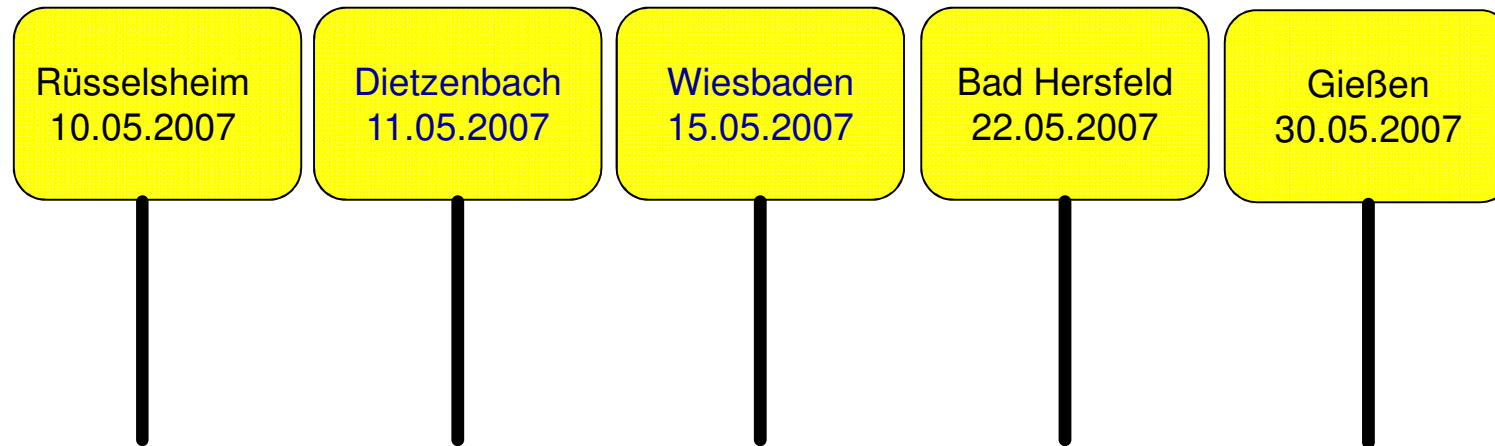 Rüsselsheim
10.05.2007
Dietzenbach
11.05.2007
Wiesbaden
15.05.2007
Bad Hersfeld
22.05.2007
Gießen
30.05.2007